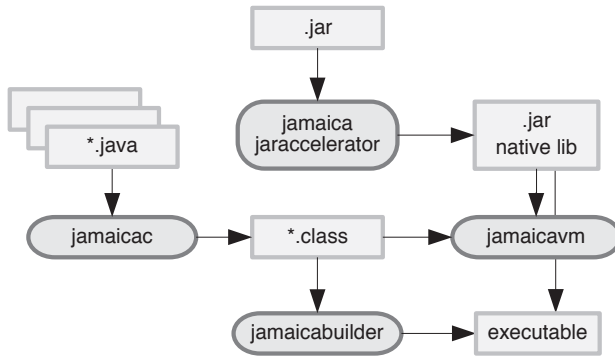 .jar
jamaica
jaraccelerator
.jar
native lib
*.java
jamaicac
*.class
jamaicavm
jamaicabuilder
executable